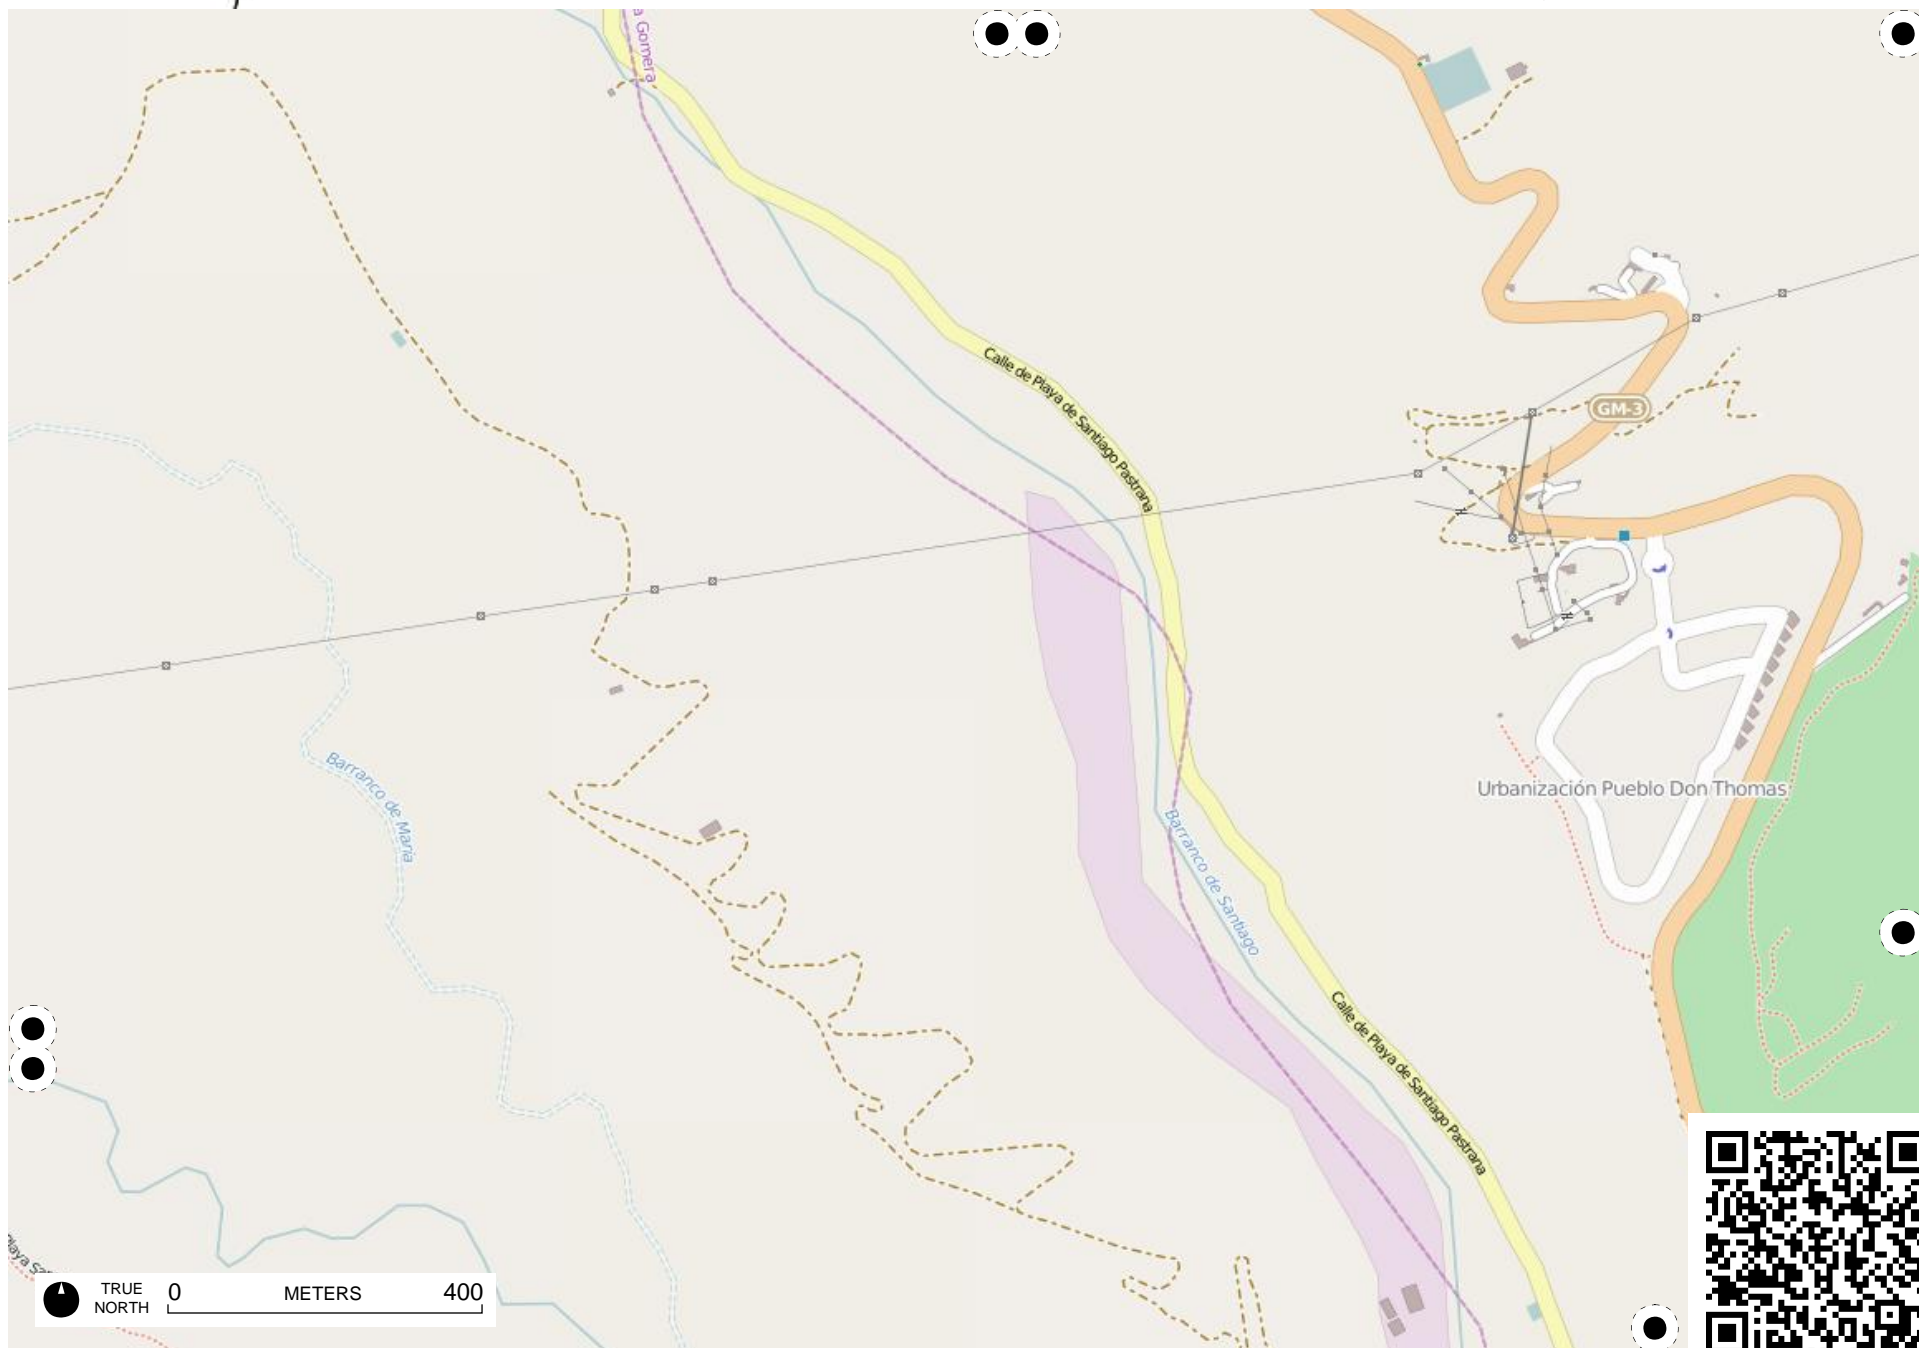 a Gomera
Calle de Playa de Santiago Pastrana
GM-3
Barranco de Maria
Urbanización Pueblo Don Thomas
Barranco de Santiago
Calle de Playa de Santiago Pastrana
TRUE NORTH
0 METERS 400